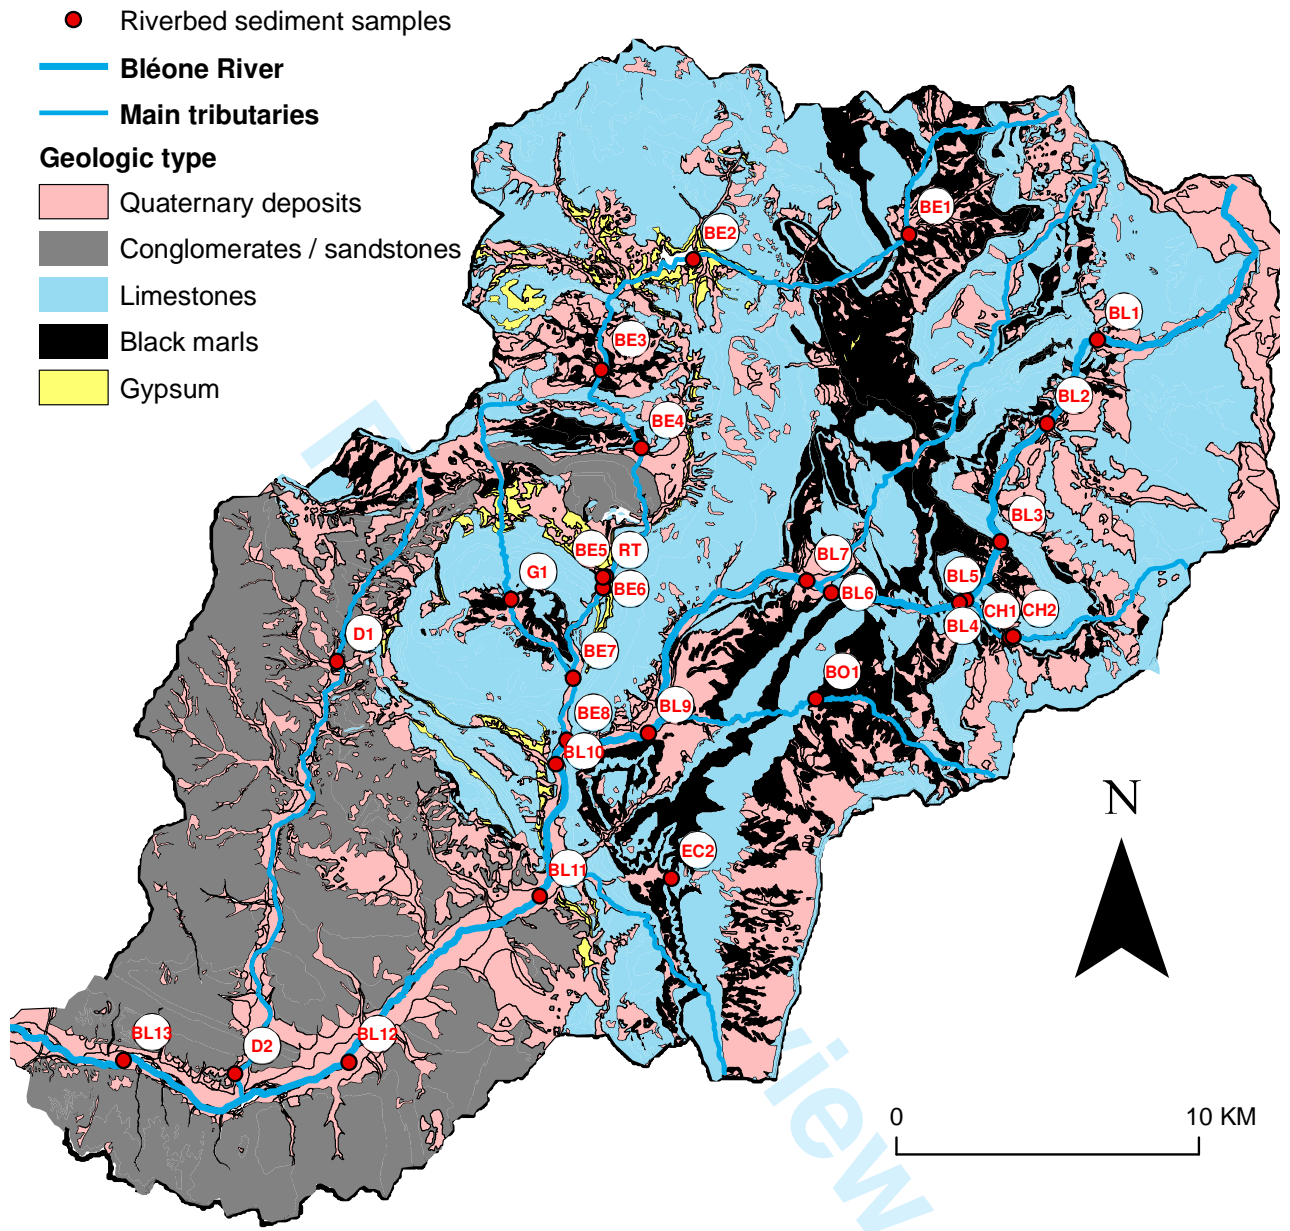 Riverbed sediment samples
Bléone River
Main tributaries
Geologic type
Quaternary deposits
Conglomerates / sandstones
Limestones
Black marls
Gypsum
BE1
BE2
BL1
BE3
BL2
BE4
BL3
BE5
RT
BL7
G1
BL5
BE6
BL6
CH1
CH2
BL4
D1
BE7
BO1
BE8
BL9
BL10
N
EC2
BL11
BL13
D2
BL12
0
10 KM
view